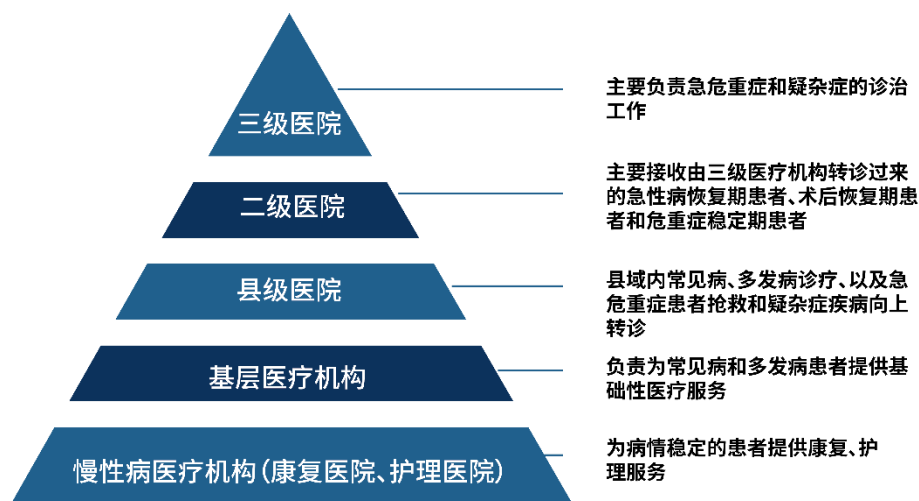 三级医院
主要负责急危重症和疑杂症的诊治
工作
二级医院
主要接收由三级医疗机构转诊过来
的急性病恢复期患者、术后恢复期患
者和危重症稳定期患者
县级医院
县域内常见病、多发病诊疗、以及急
危重症患者抢救和疑杂症疾病向上
转诊
基层医疗机构
负责为常见病和多发病患者提供基
础性医疗服务
慢性病医疗机构（康复医院、护理医院）
为病情稳定的患者提供康复、护
理服务